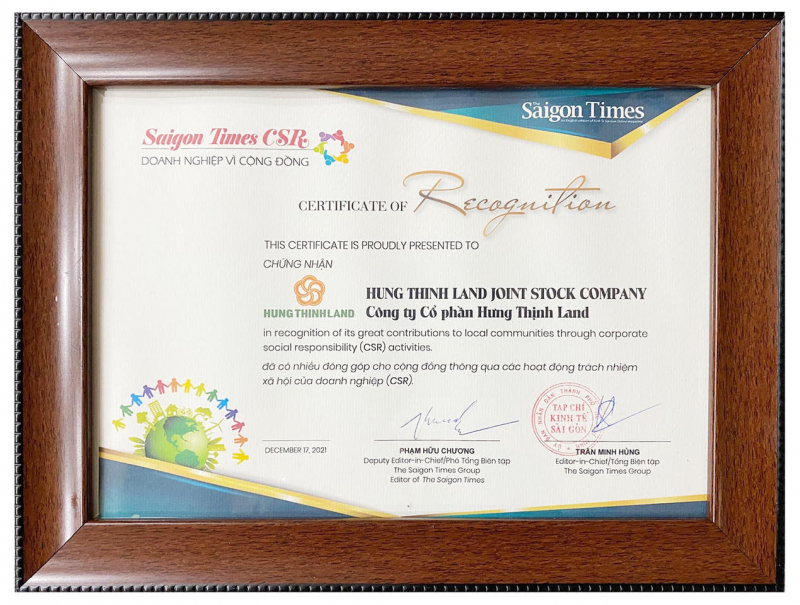 The
Saigon Times
Saigon Times CSR
DOANH NGHIỆP VÌ CỘNG ĐỒNG
CERTIFICATE OF Recognition
THIS CERTIFICATE IS PROUDLY PRESENTED TO
CHỨNG NHẬN
HUNG THINH LAND
HUNG THINH LAND JOINT STOCK COMPANY
Công ty Cổ phần Hưng Thịnh Land
in recognition of its great contributions to local communities through corporate
social responsibility (CSR) activities.
đã có nhiều đóng góp cho cộng đồng thông qua các hoạt động trách nhiệm
xã hội của doanh nghiệp (CSR).
TẠP CHÍ
KINH TẾ
SÀI GÒN
DECEMBER 17, 2021
PHẠM HỮU CHƯƠNG
Deputy Editor-in-Chief/Phó Tổng Biên tập
The Saigon Times Group
Editor of The Saigon Times
TRẦN MINH HÙNG
Editor-in-Chief/Tổng Biên tập
The Saigon Times Group